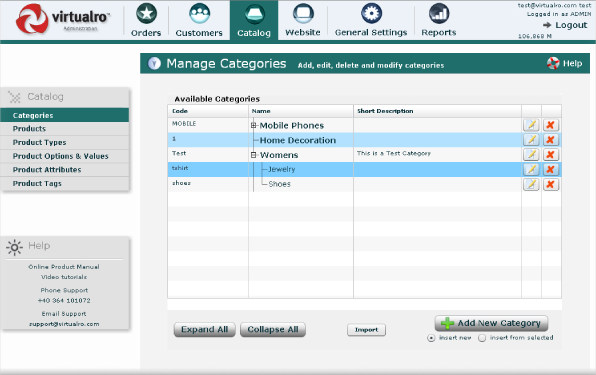 virtualro
Administration
Orders
Customers
Catalog
Website
General Settings
Reports
test@virtualro.com test
Logged in as ADMIN
Logout
106.868 M
Manage Categories
Add, edit, delete and modify categories
Help
Catalog
Categories
Products
Product Types
Product Options & Values
Product Attributes
Product Tags
Help
Online Product Manual
Video tutorials
Phone Support
+40 364 101072
Email Support
support@virtualro.com
Available Categories
Code Name Short Description
MOBILE Mobile Phones
1 Home Decoration
Test Womens This is a Test Category
tshirt Jewelry
shoes Shoes
Expand All
Collapse All
Import
Add New Category
insert new
insert from selected